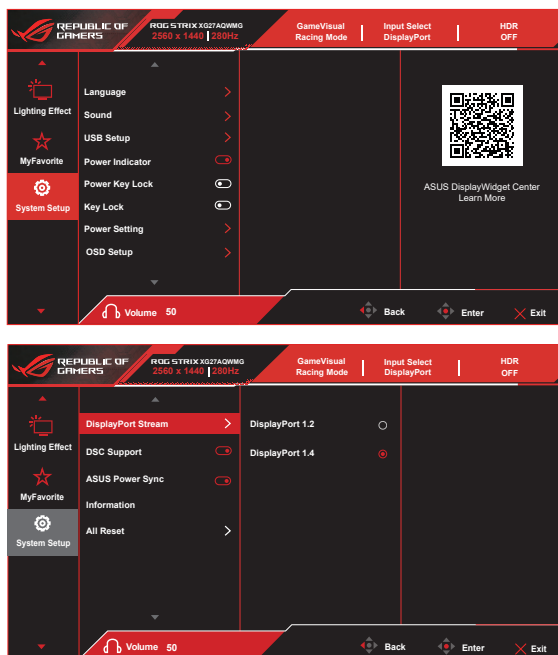 REPUBLIC OF
GAMERS
ROG STRIX XG27AQWMG
2560 x 1440 280Hz
GameVisual
Racing Mode
Input Select
DisplayPort
HDR
OFF
Lighting Effect
MyFavorite
System Setup
Language
Sound
USB Setup
Power Indicator
Power Key Lock
Key Lock
Power Setting
OSD Setup
ASUS DisplayWidget Center
Learn More
Volume 50
Back
Enter
Exit
REPUBLIC OF
GAMERS
ROG STRIX XG27AQWMG
2560 x 1440 280Hz
GameVisual
Racing Mode
Input Select
DisplayPort
HDR
OFF
Lighting Effect
MyFavorite
System Setup
DisplayPort Stream
DSC Support
ASUS Power Sync
Information
All Reset
DisplayPort 1.2
DisplayPort 1.4
Volume 50
Back
Enter
Exit